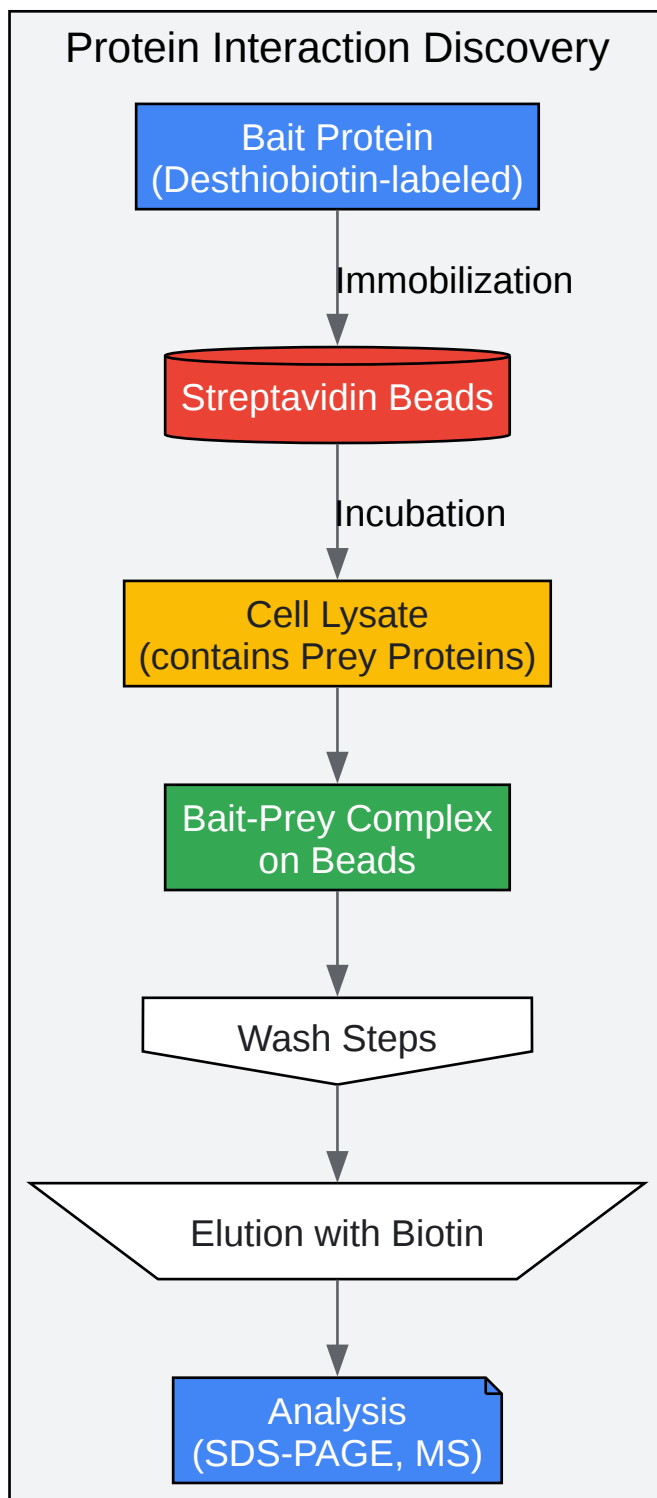 Protein Interaction Discovery
Bait Protein
(Desthiobiotin-labeled)
Immobilization
Streptavidin Beads
Incubation
Cell Lysate
(contains Prey Proteins)
Bait-Prey Complex
on Beads
Wash Steps
Elution with Biotin
Analysis
(SDS-PAGE, MS)